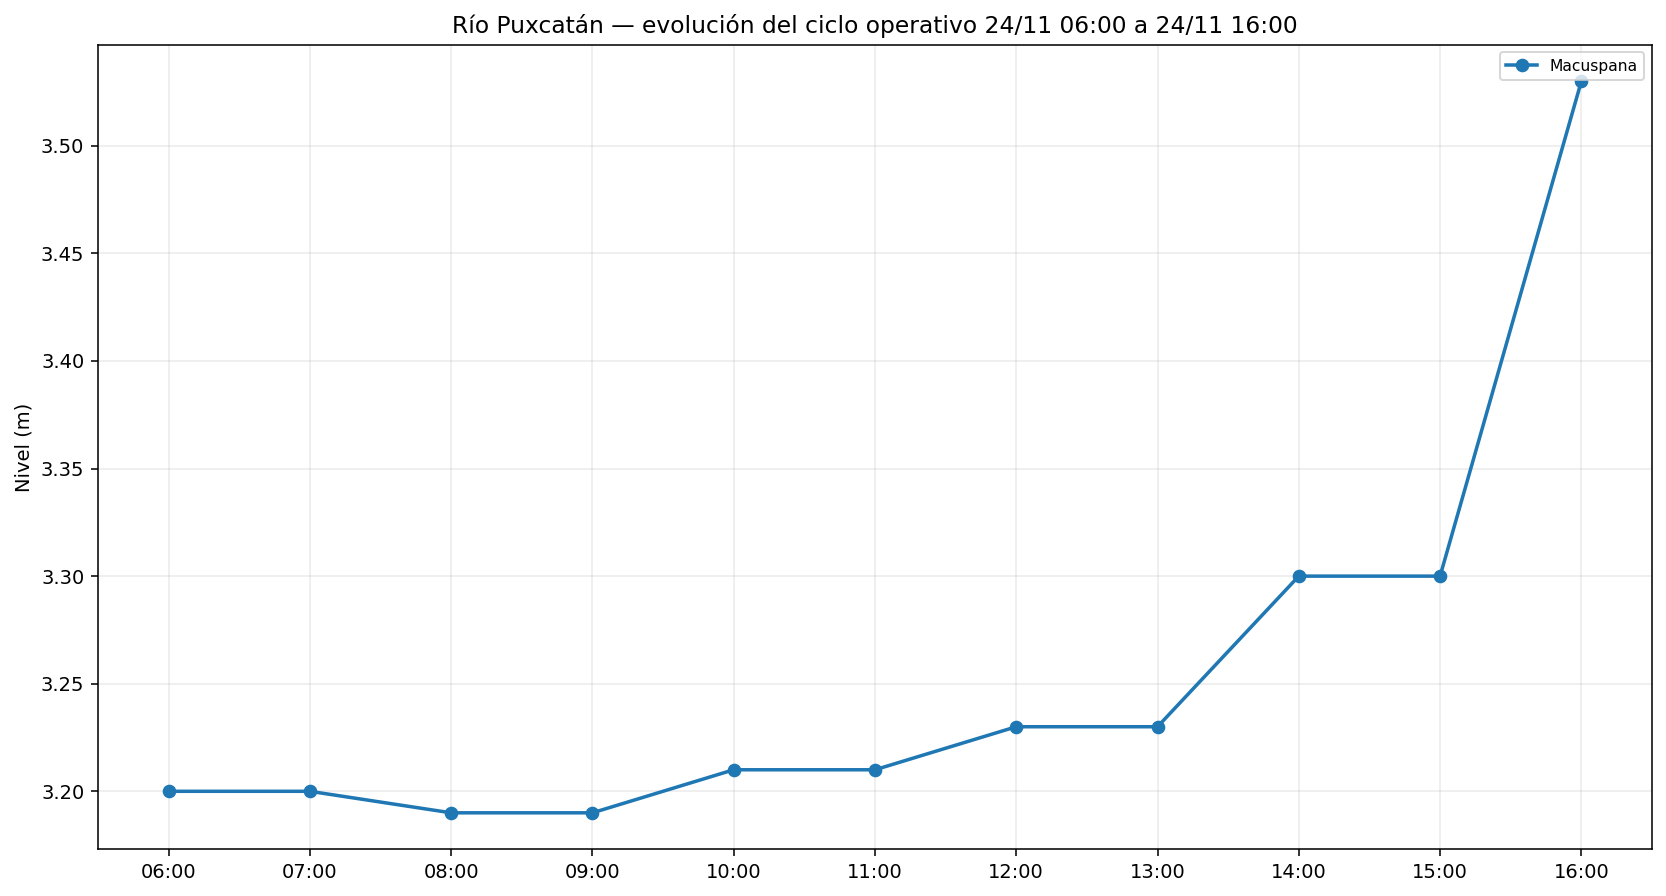 Río Puxcatán — evolución del ciclo operativo 24/11 06:00 a 24/11 16:00
Macuspana
Nivel (m)
3.50
3.45
3.40
3.35
3.30
3.25
3.20
06:00 07:00 08:00 09:00 10:00 11:00 12:00 13:00 14:00 15:00 16:00